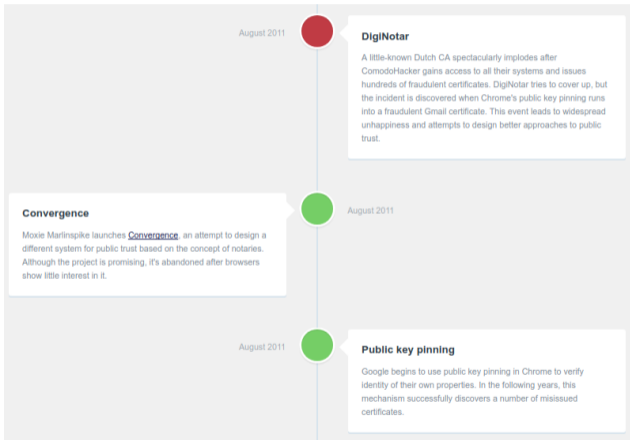 August 2011
DigiNotar
A little-known Dutch CA spectacularly implodes after
ComodoHacker gains access to all their systems and issues
hundreds of fraudulent certificates. DigiNotar tries to cover up, but
the incident is discovered when Chrome's public key pinning runs
into a fraudulent Gmail certificate. This event leads to widespread
unhappiness and attempts to design better approaches to public
trust.
Convergence
August 2011
Moxie Marlinspike launches Convergence, an attempt to design a
different system for public trust based on the concept of notaries.
Although the project is promising, it's abandoned after browsers
show little interest in it.
August 2011
Public key pinning
Google begins to use public key pinning in Chrome to verify
identity of their own properties. In the following years, this
mechanism successfully discovers a number of misissued
certificates.